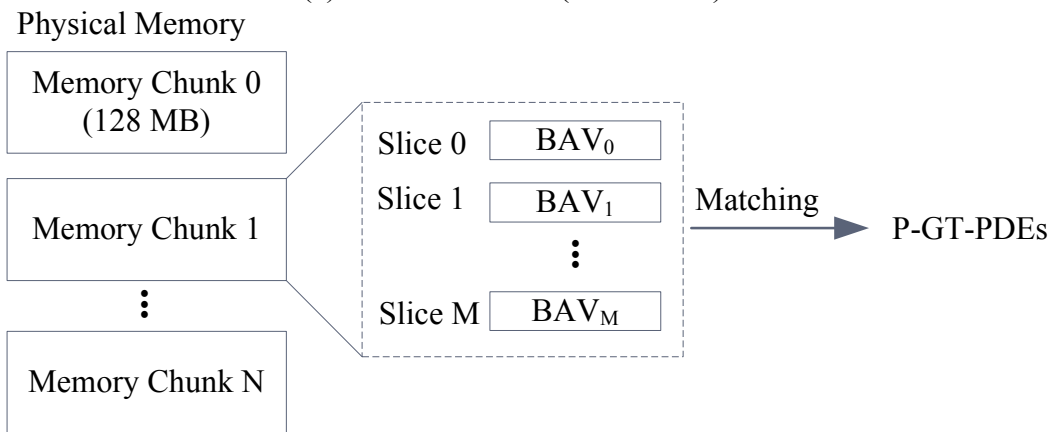 Physical Memory
Memory Chunk 0
(128 MB)
Memory Chunk 1
Memory Chunk N
Slice 0 BAV₀
Slice 1 BAV₁
Slice M BAV_M
Matching
P-GT-PDEs